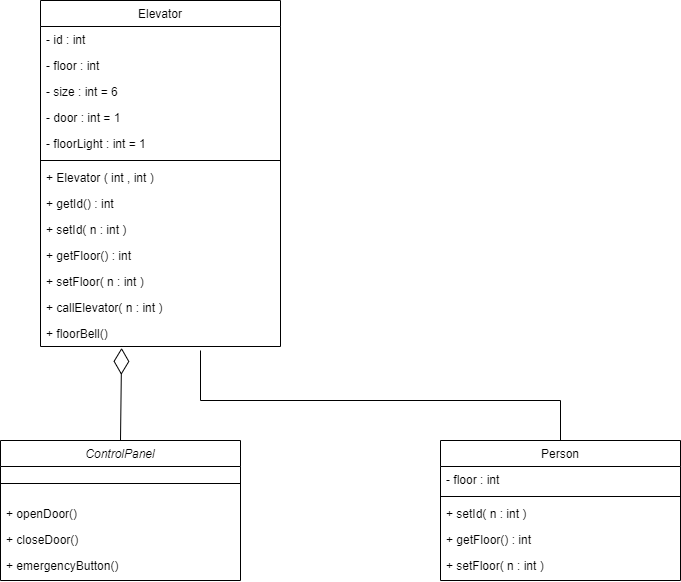 Elevator
- id : int
- floor : int
- size : int = 6
- door : int = 1
- floorLight : int = 1
+ Elevator ( int , int )
+ getId() : int
+ setId( n : int )
+ getFloor() : int
+ setFloor( n : int )
+ callElevator( n : int )
+ floorBell()
ControlPanel
+ openDoor()
+ closeDoor()
+ emergencyButton()
Person
- floor : int
+ setId( n : int )
+ getFloor() : int
+ setFloor( n : int )